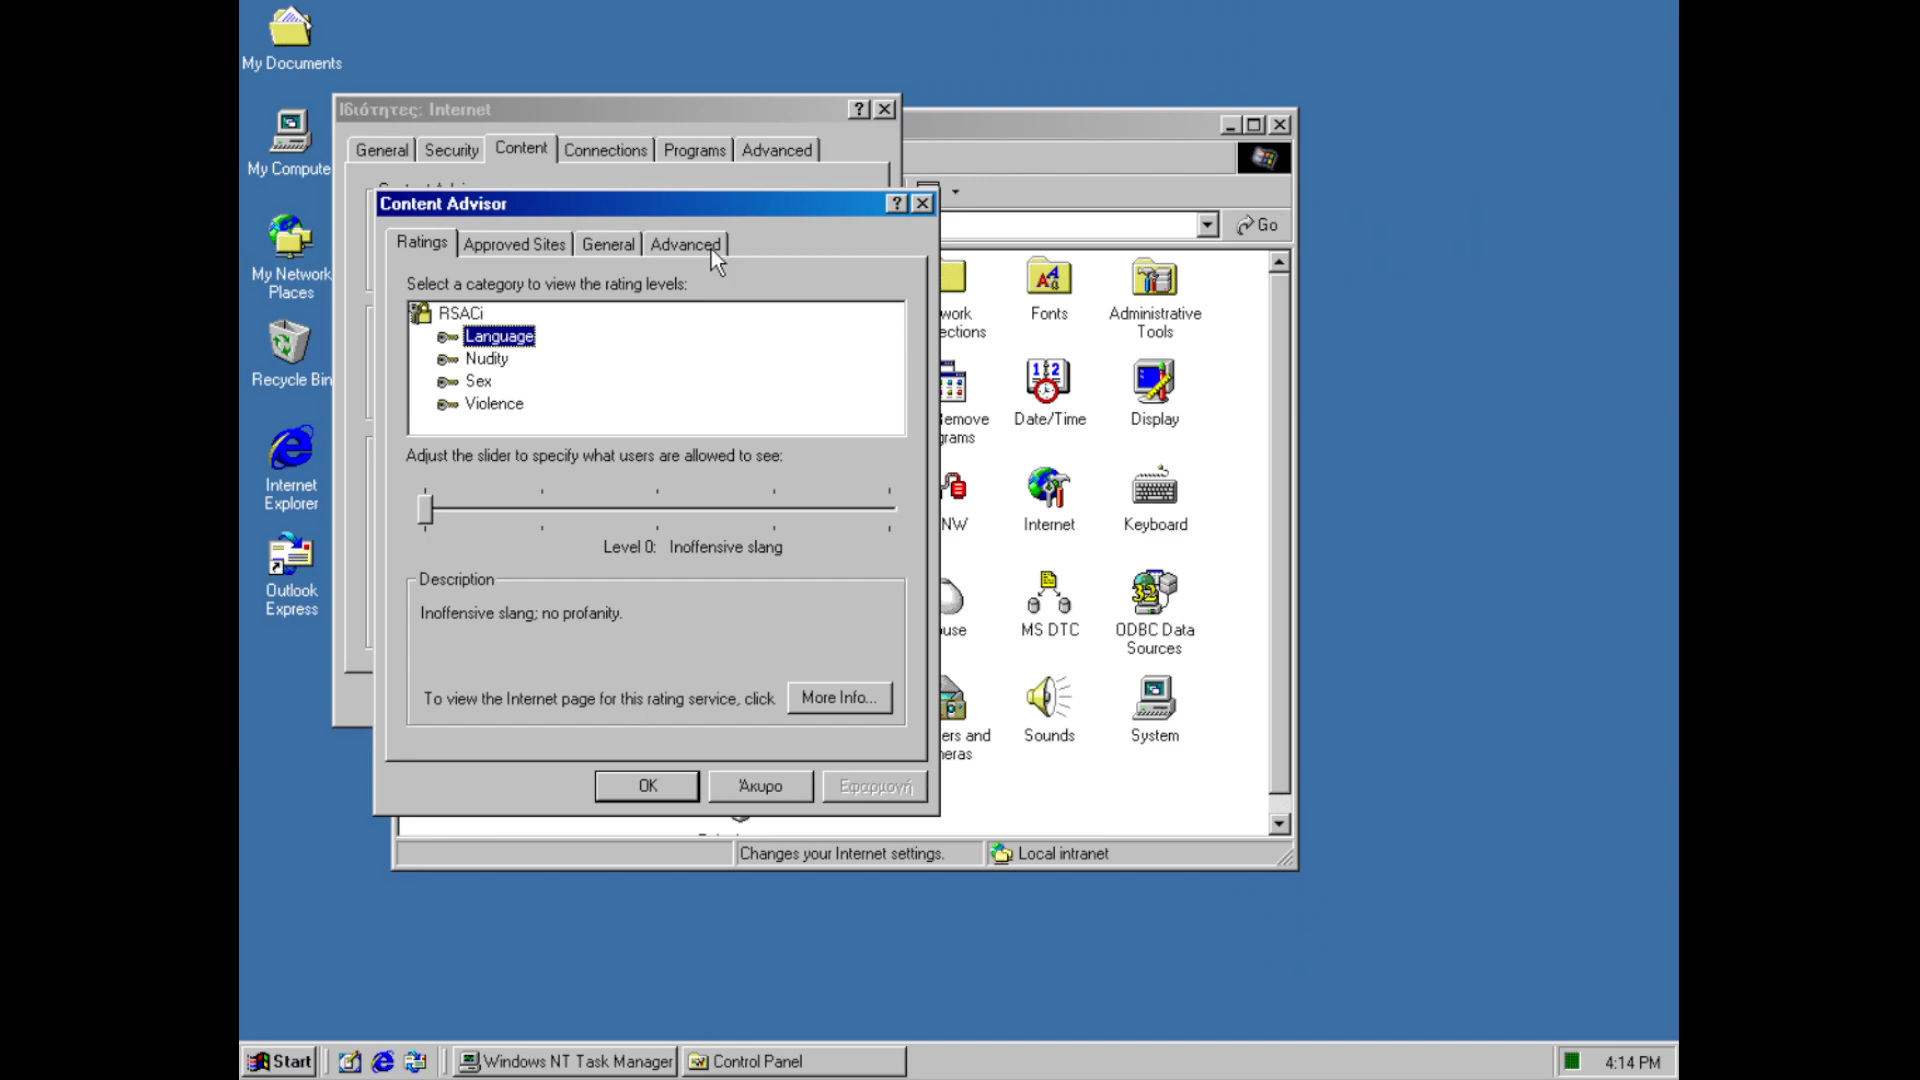 My Documents
My Compute
My Network
Places
Recycle Bin
Internet
Explorer
Outlook
Express
Ιδιότητες: Internet
General
Security
Content
Connections
Programs
Advanced
Go
Content Advisor
Ratings
Approved Sites
General
Advanced
Select a category to view the rating levels:
RSACi
Language
Nudity
Sex
Violence
Adjust the slider to specify what users are allowed to see:
Level 0: Inoffensive slang
Description
Inoffensive slang; no profanity.
To view the Internet page for this rating service, click
More Info...
OK
Άκυρο
Εφαρμογή
work
ections
Fonts
Administrative
Tools
emove
grams
Date/Time
Display
NW
Internet
Keyboard
use
MS DTC
ODBC Data
Sources
ers and
eras
Sounds
System
Changes your Internet settings.
Local intranet
Start
Windows NT Task Manager
Control Panel
4:14 PM